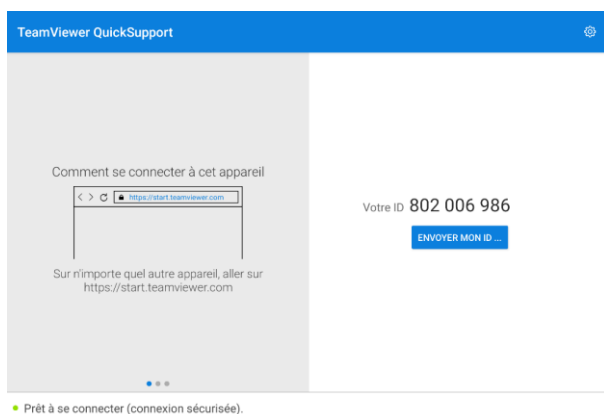 TeamViewer QuickSupport
Comment se connecter à cet appareil
https://start.teamviewer.com
Sur n'importe quel autre appareil, aller sur
https://start.teamviewer.com
Votre ID 802 006 986
ENVOYER MON ID ...
Prêt à se connecter (connexion sécurisée).